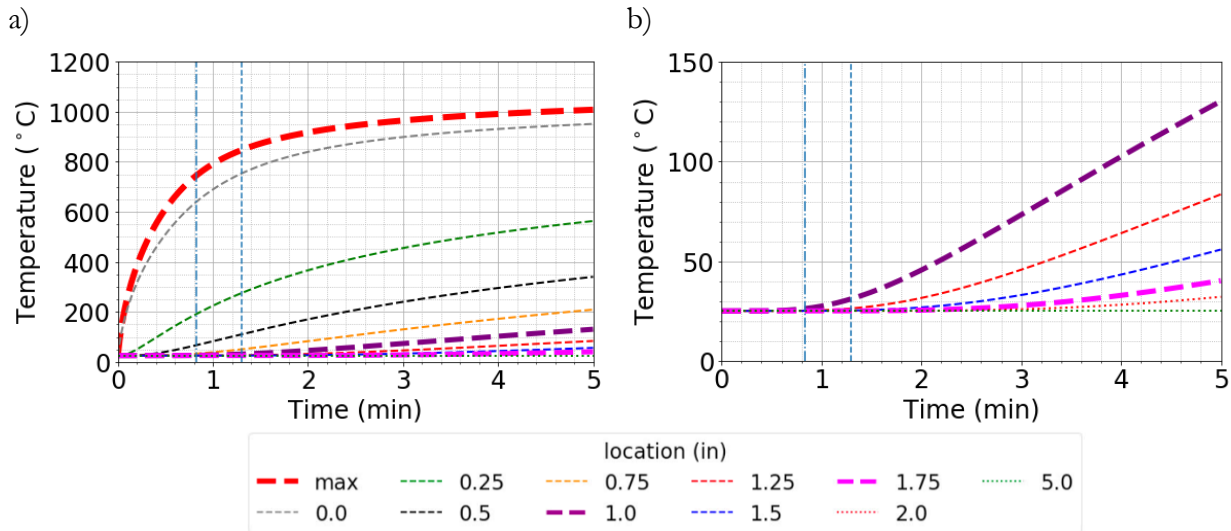 a)
1200
1000
800
600
400
200
0
Temperature (°C)
0 1 2 3 4 5
Time (min)
b)
150
100
50
0
Temperature (°C)
0 1 2 3 4 5
Time (min)
location (in)
max 0.25 0.75 1.25 1.75 5.0
0.0 0.5 1.0 1.5 2.0